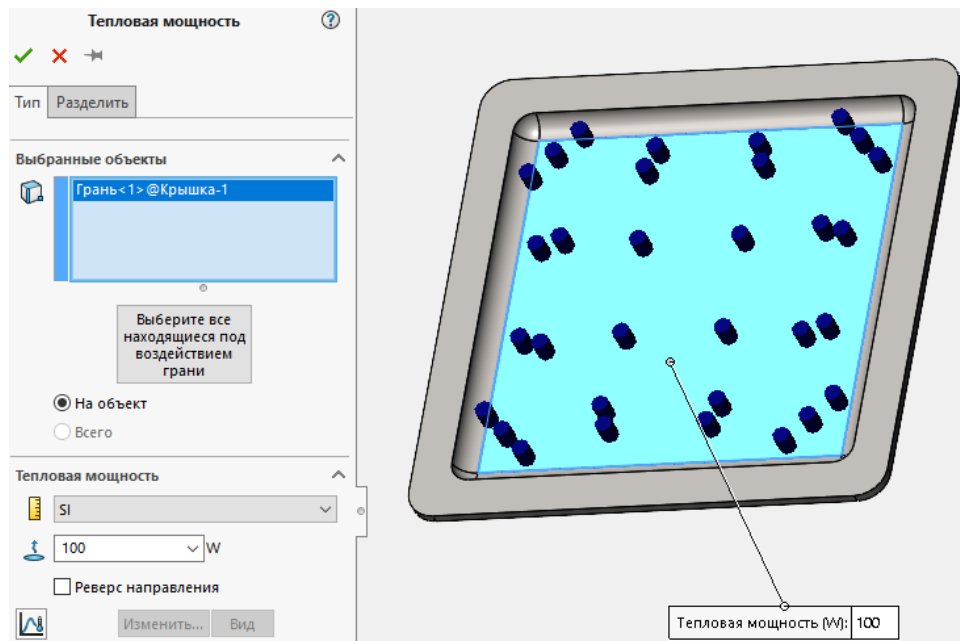 Тепловая мощность
Тип
Разделить
Выбранные объекты
Грань<1>@Крышка-1
Выберите все
находящиеся под
воздействием
грани
На объект
Всего
Тепловая мощность
SI
100
W
Реверс направления
Изменить...
Вид
Тепловая мощность (W): 100